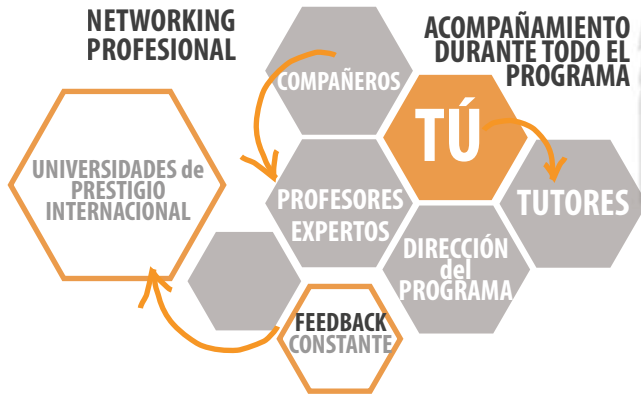 NETWORKING
PROFESIONAL
ACOMPAÑAMIENTO
DURANTE TODO EL
PROGRAMA
COMPAÑEROS
TÚ
UNIVERSIDADES de
PRESTIGIO
INTERNACIONAL
PROFESORES
EXPERTOS
TUTORES
DIRECCIÓN
del
PROGRAMA
FEEDBACK
CONSTANTE